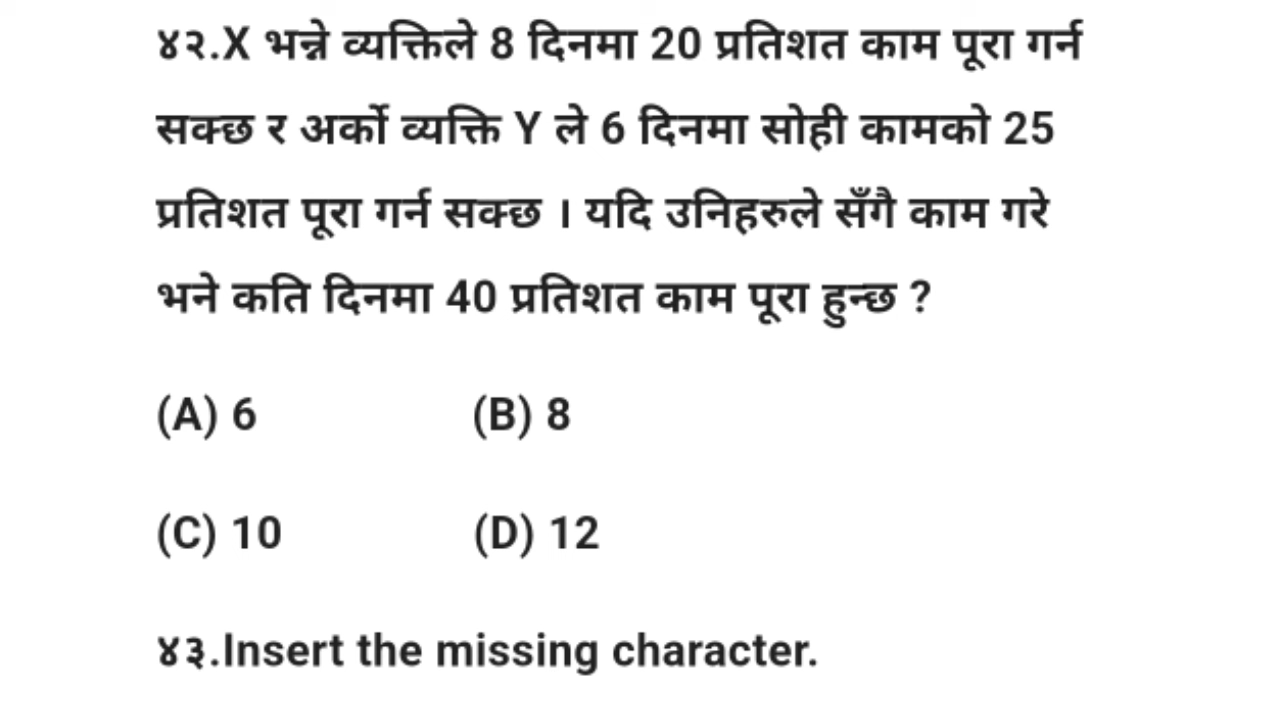 ४२.X भन्ने व्यक्तिले 8 दिनमा 20 प्रतिशत काम पूरा गर्न
सक्छ र अर्को व्यक्ति Y ले 6 दिनमा सोही कामको 25
प्रतिशत पूरा गर्न सक्छ । यदि उनिहरुले सँगै काम गरे
भने कति दिनमा 40 प्रतिशत काम पूरा हुन्छ ?
(A) 6 (B) 8
(C) 10 (D) 12
४३.Insert the missing character.